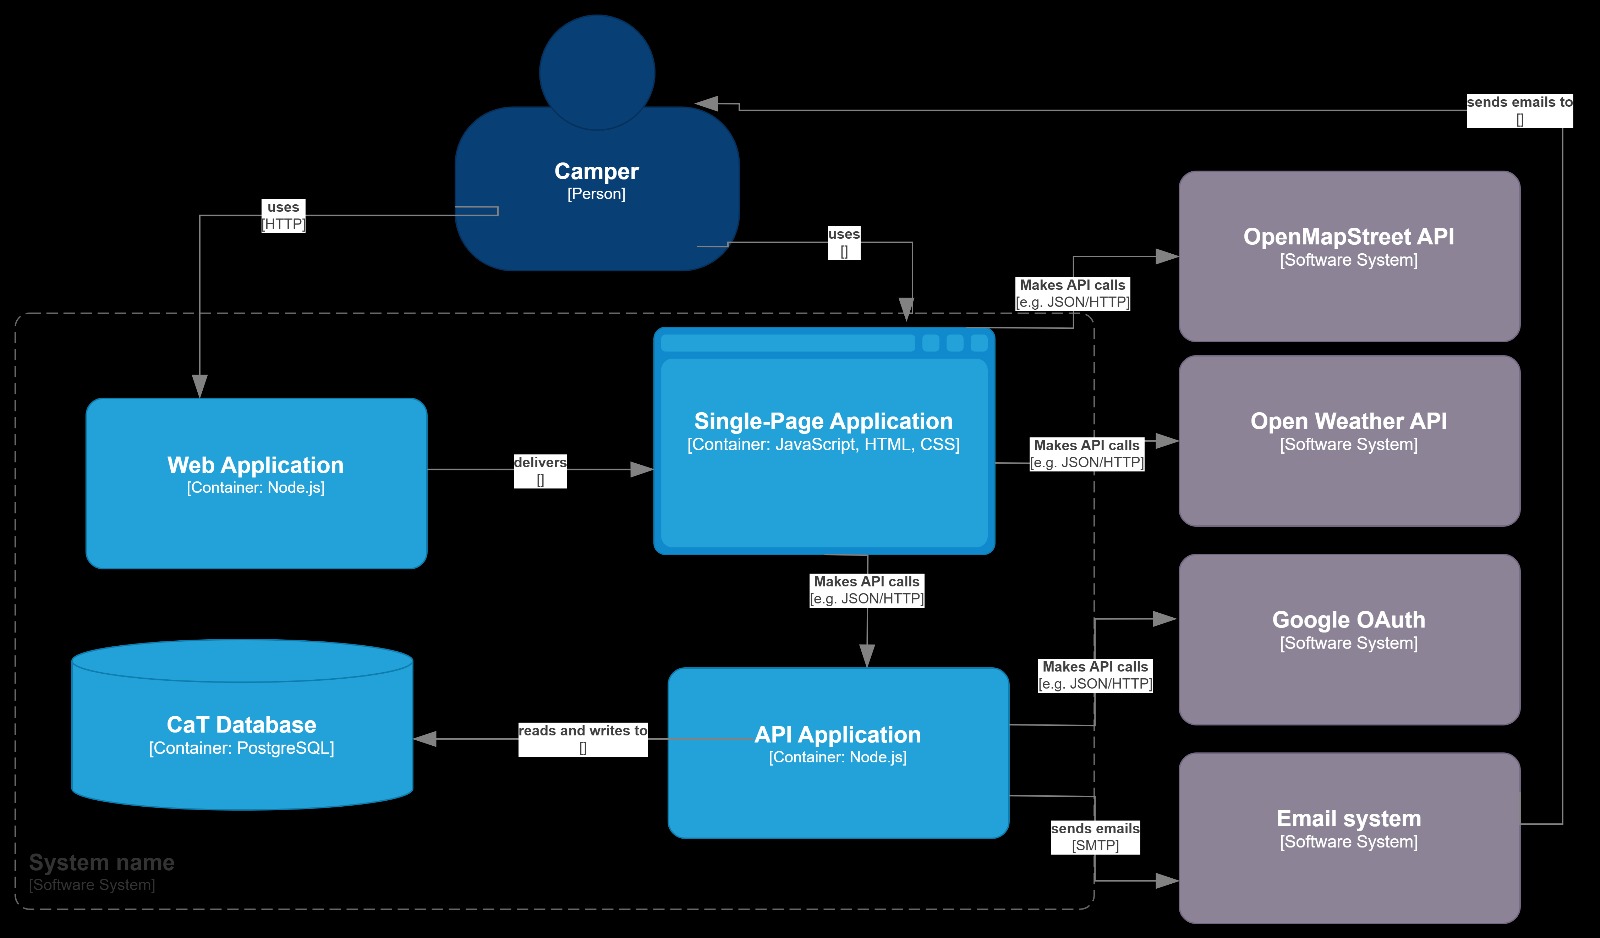 Camper
[Person]
sends emails to
[]
uses
[HTTP]
uses
[]
OpenMapStreet API
[Software System]
Makes API calls
[e.g. JSON/HTTP]
Single-Page Application
[Container: JavaScript, HTML, CSS]
Makes API calls
[e.g. JSON/HTTP]
Open Weather API
[Software System]
Web Application
[Container: Node.js]
delivers
[]
Makes API calls
[e.g. JSON/HTTP]
Google OAuth
[Software System]
Makes API calls
[e.g. JSON/HTTP]
CaT Database
[Container: PostgreSQL]
reads and writes to
[]
API Application
[Container: Node.js]
sends emails
[SMTP]
Email system
[Software System]
System name
[Software System]